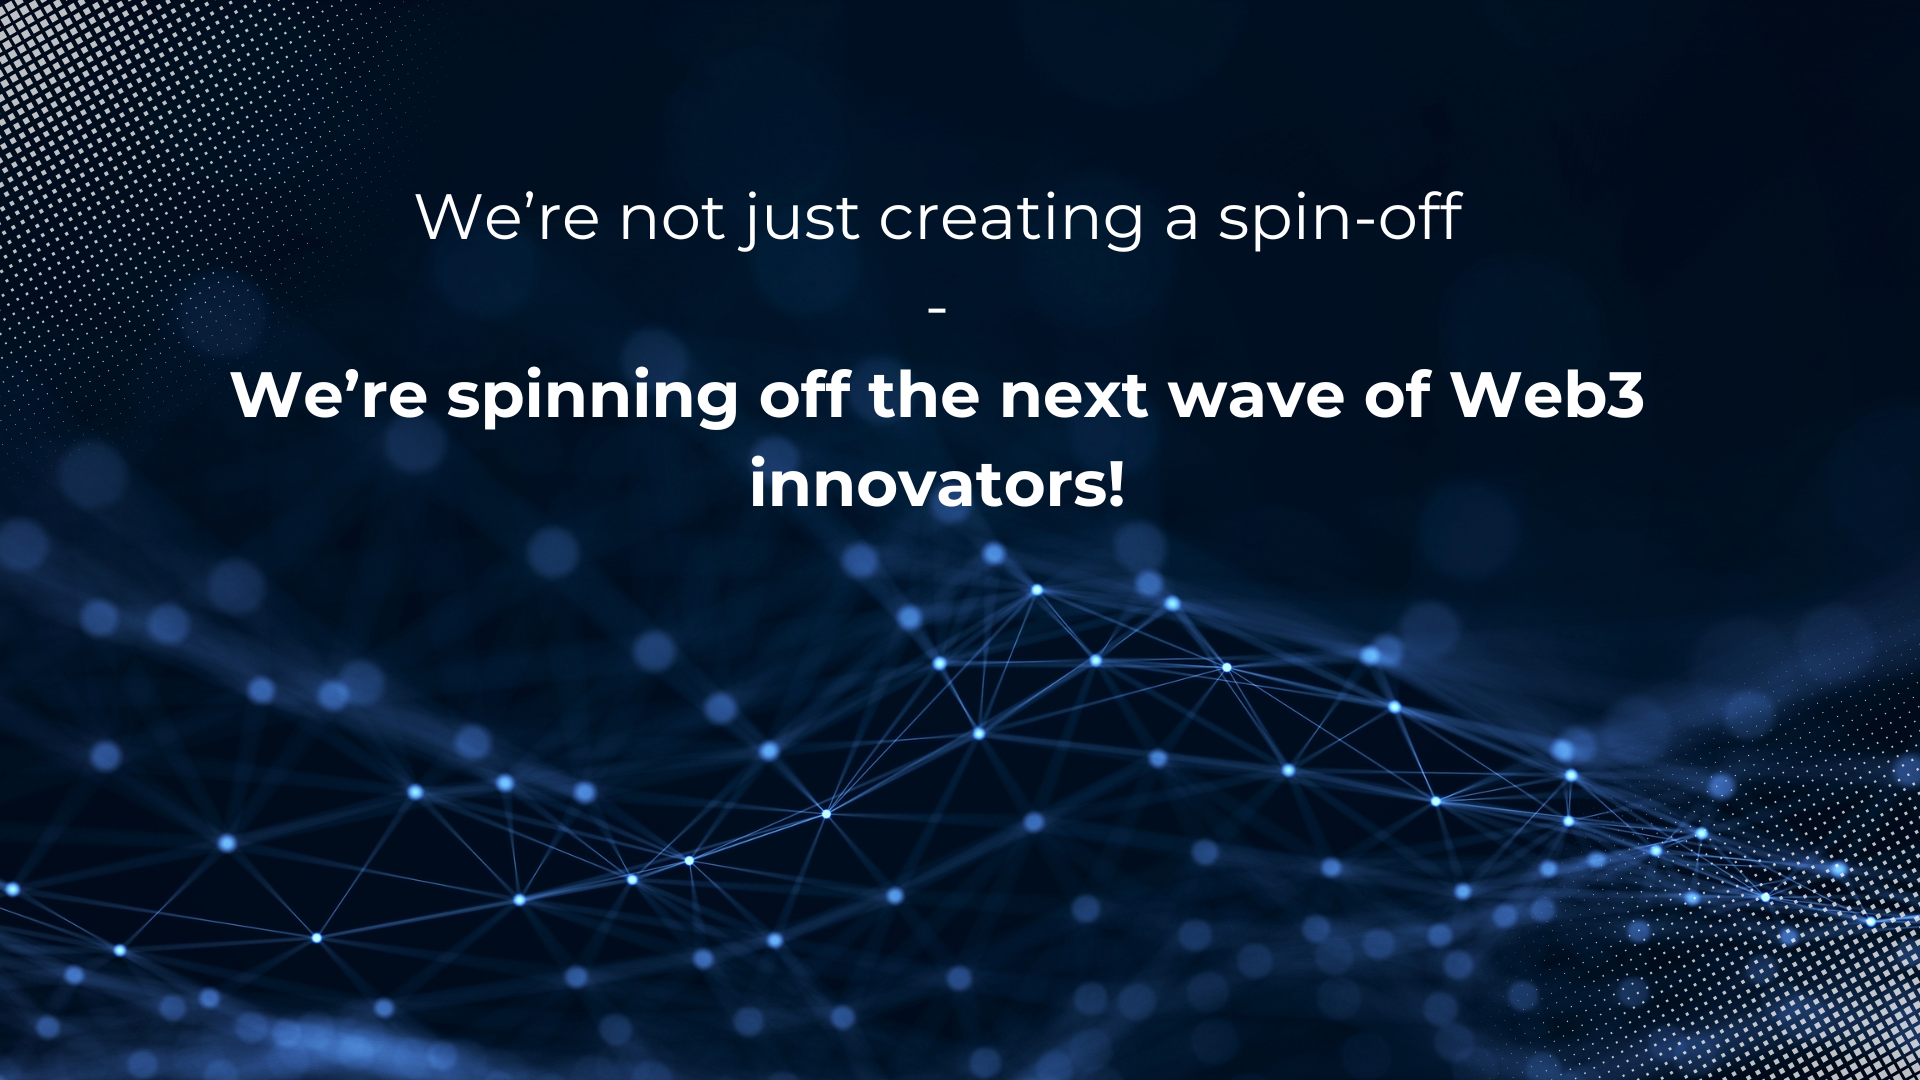 We’re not just creating a spin-off
-
We’re spinning off the next wave of Web3
innovators!